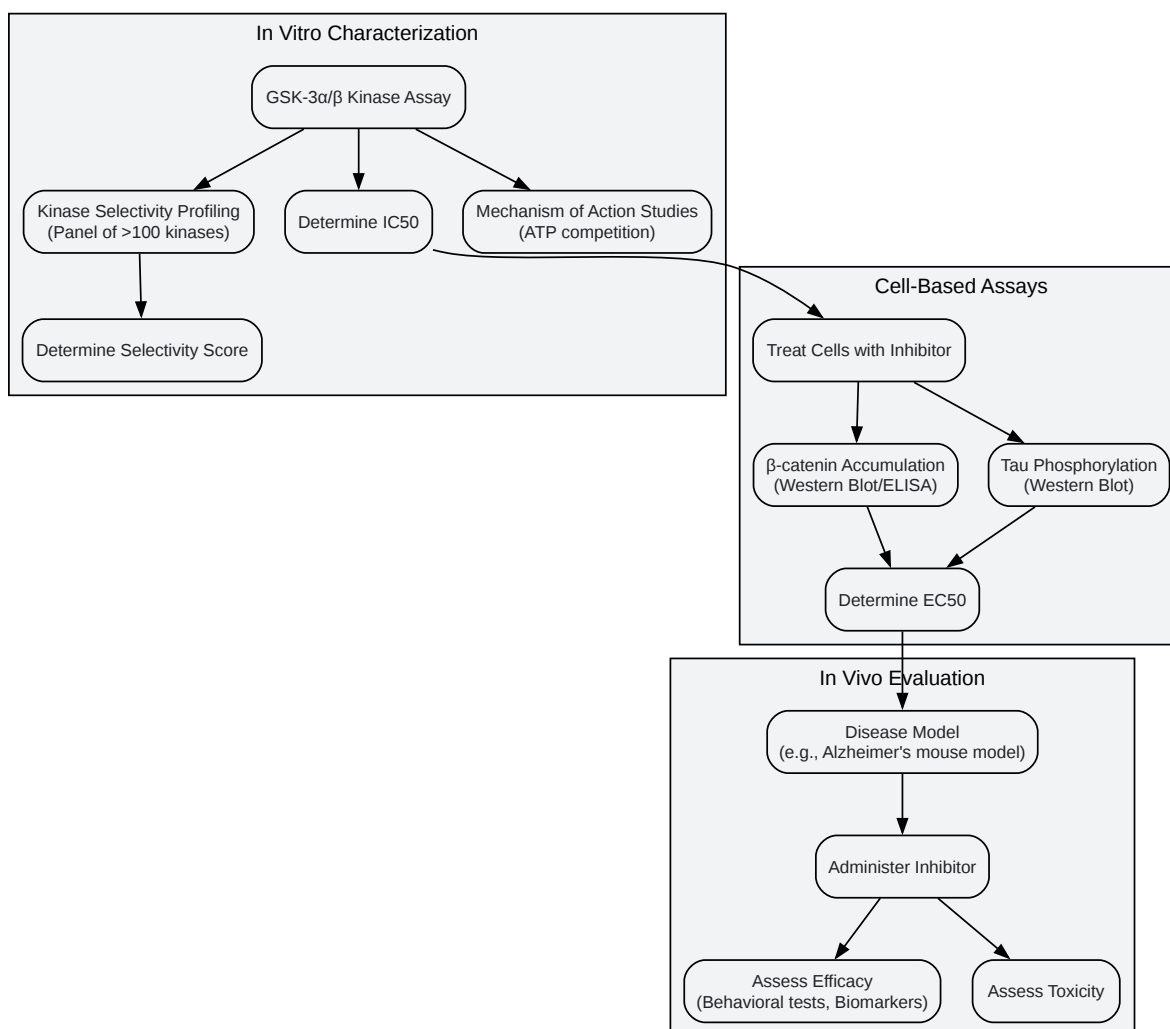 In Vitro Characterization
GSK-3α/β Kinase Assay
Kinase Selectivity Profiling
(Panel of >100 kinases)
Determine IC50
Mechanism of Action Studies
(ATP competition)
Determine Selectivity Score
Cell-Based Assays
Treat Cells with Inhibitor
β-catenin Accumulation
(Western Blot/ELISA)
Tau Phosphorylation
(Western Blot)
Determine EC50
In Vivo Evaluation
Disease Model
(e.g., Alzheimer's mouse model)
Administer Inhibitor
Assess Efficacy
(Behavioral tests, Biomarkers)
Assess Toxicity